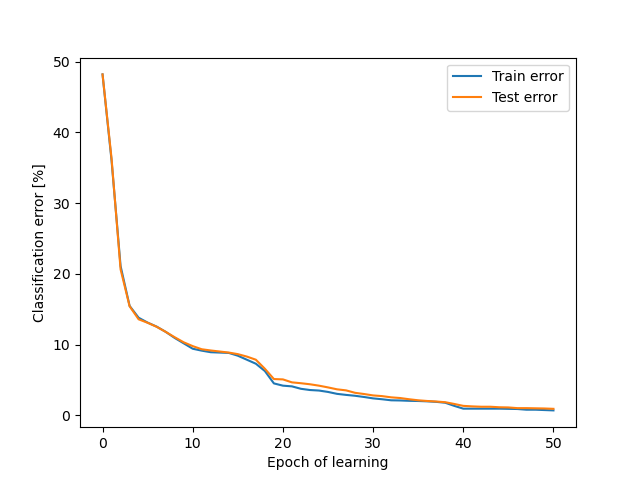 Train error
Test error
Classification error [%]
50
40
30
20
10
0
0 10 20 30 40 50
Epoch of learning